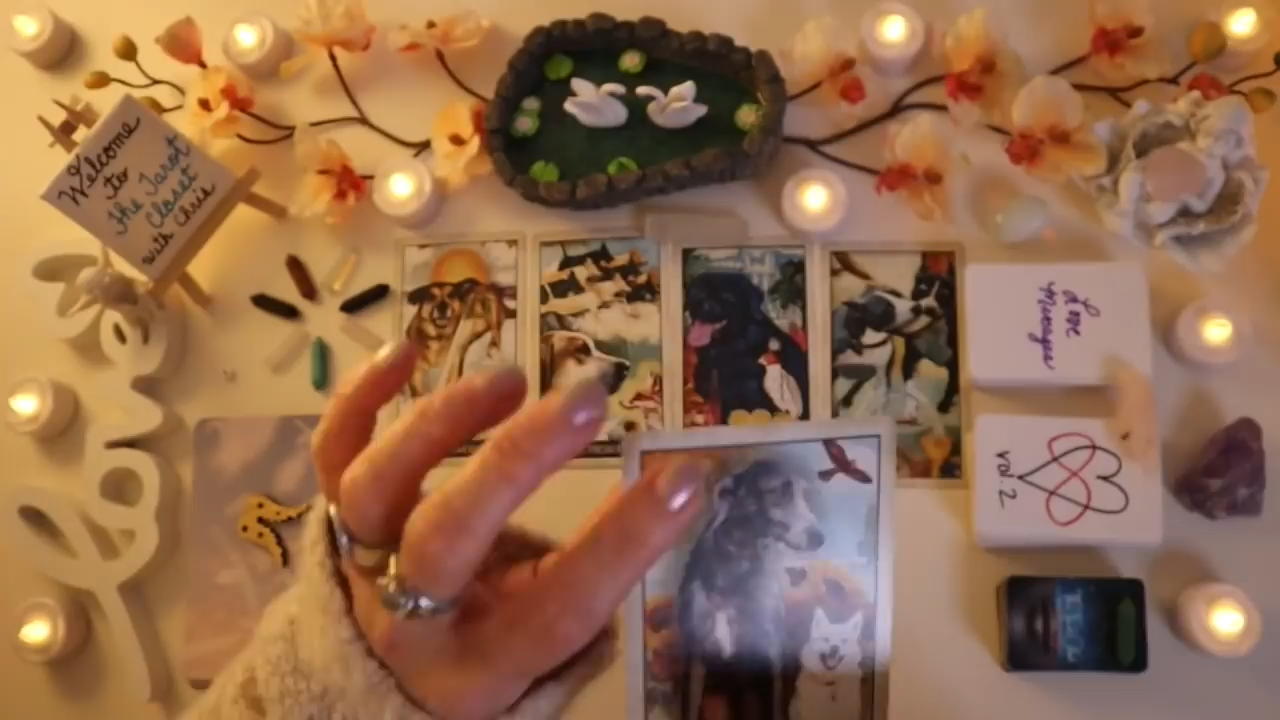 Welcome
To
the Tarot
Closet
with Chris
Love
Love
Messages
vol. 2